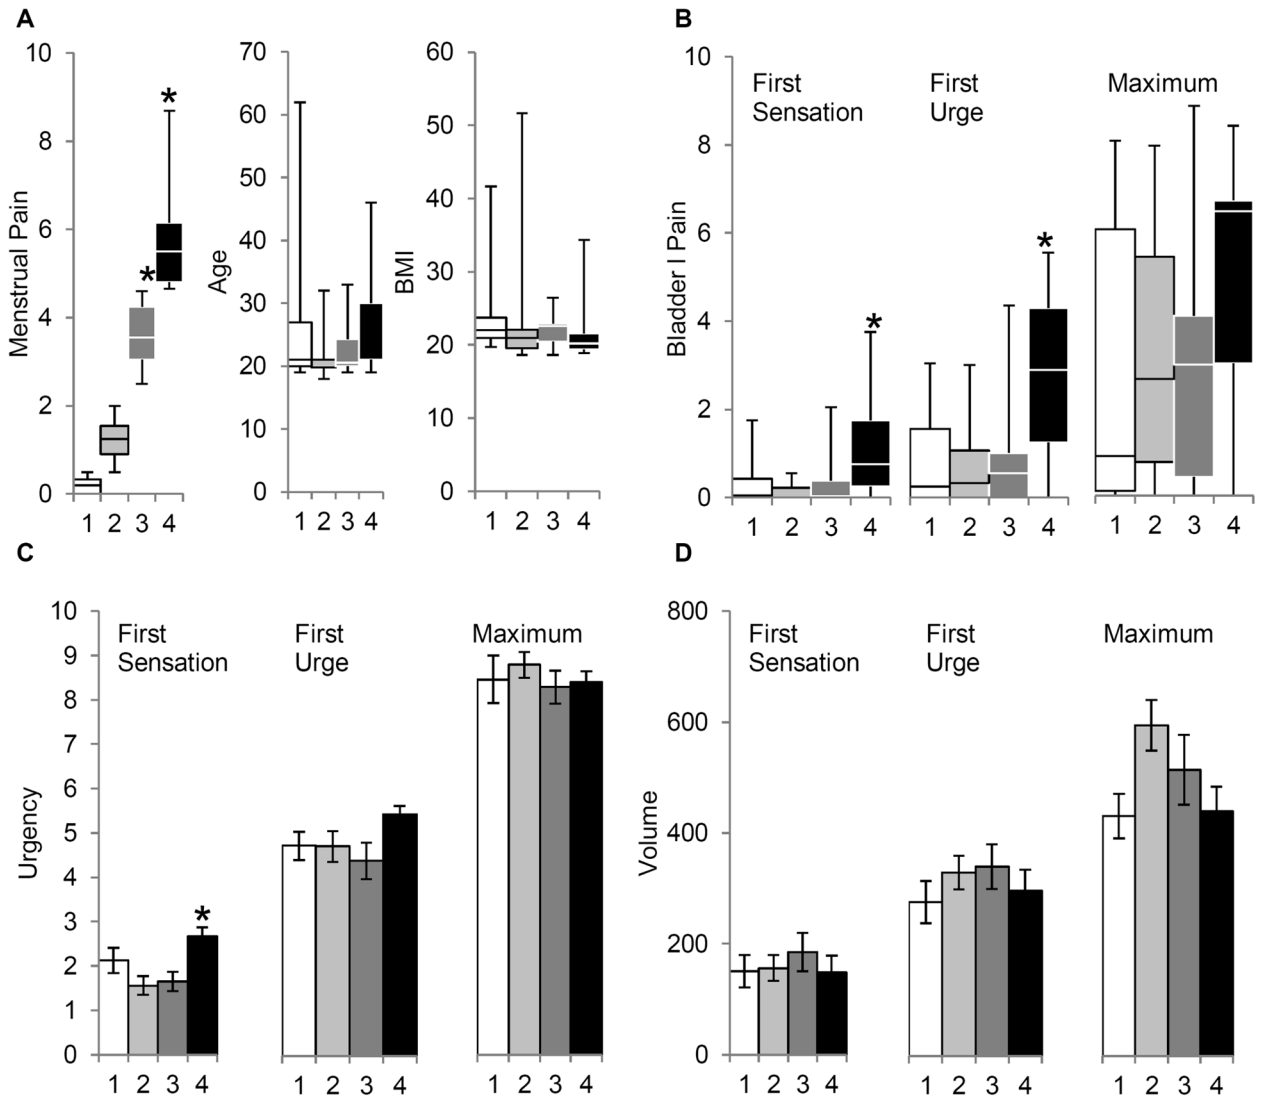 A
B
10
8
6
4
2
0
Menstrual Pain
*
*
1 2 3 4
70
60
50
40
30
20
10
0
Age
1 2 3 4
60
50
40
30
20
10
0
BMI
1 2 3 4
10
8
6
4
2
0
Bladder l Pain
First
Sensation
First
Urge
Maximum
*
*
1 2 3 4
1 2 3 4
1 2 3 4
C
D
10
9
8
7
6
5
4
3
2
1
0
Urgency
First
Sensation
First
Urge
Maximum
*
1 2 3 4
1 2 3 4
1 2 3 4
800
600
400
200
0
Volume
First
Sensation
First
Urge
Maximum
1 2 3 4
1 2 3 4
1 2 3 4